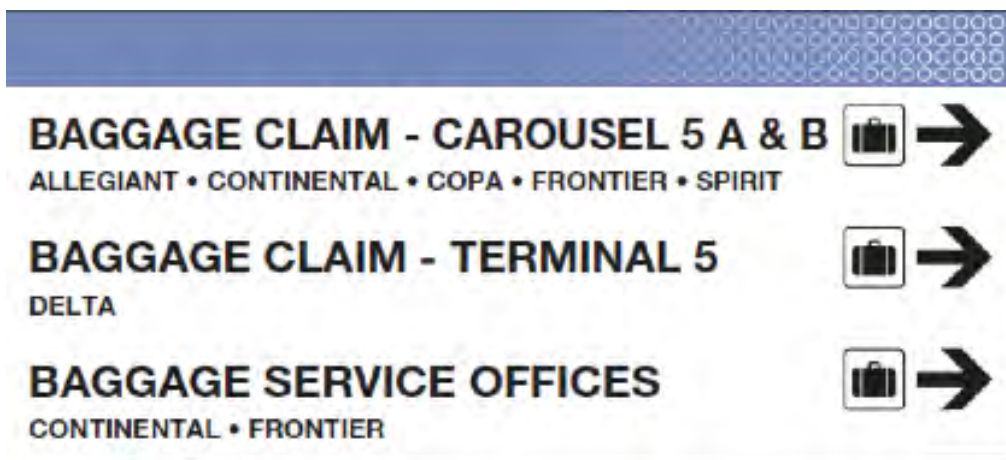 BAGGAGE CLAIM - CAROUSEL 5 A & B
ALLEGIANT • CONTINENTAL • COPA • FRONTIER • SPIRIT
BAGGAGE CLAIM - TERMINAL 5
DELTA
BAGGAGE SERVICE OFFICES
CONTINENTAL • FRONTIER